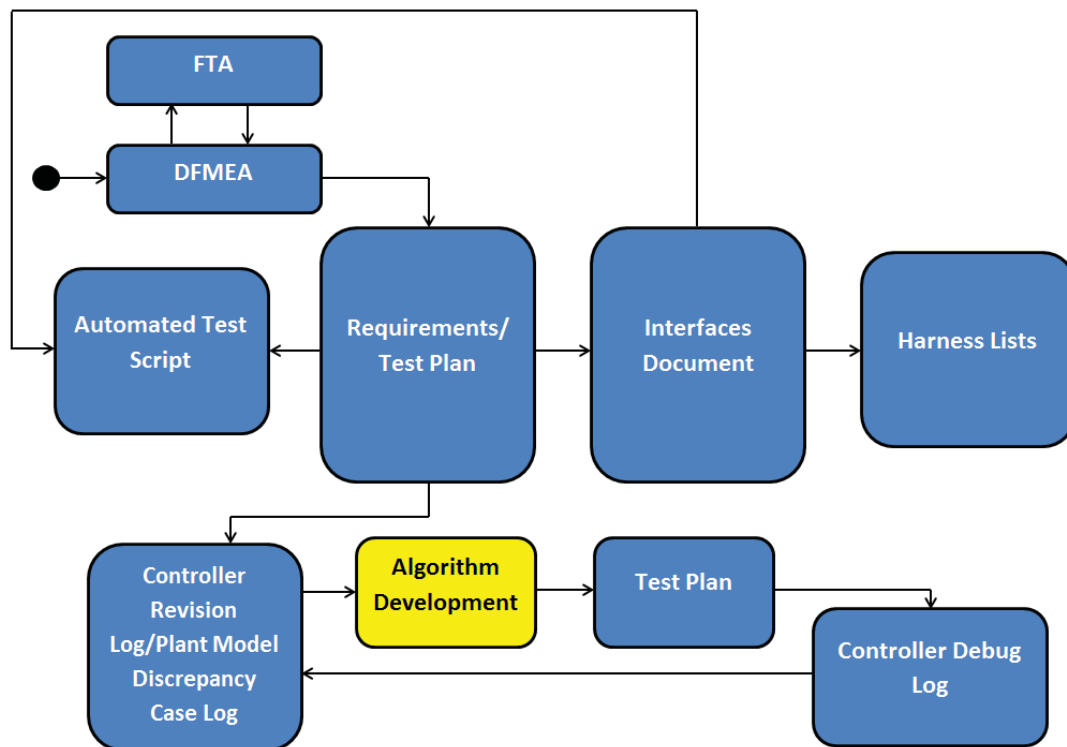 FTA
DFMEA
Automated Test
Script
Requirements/
Test Plan
Interfaces
Document
Harness Lists
Controller
Revision
Log/Plant Model
Discrepancy
Case Log
Algorithm
Development
Test Plan
Controller Debug
Log